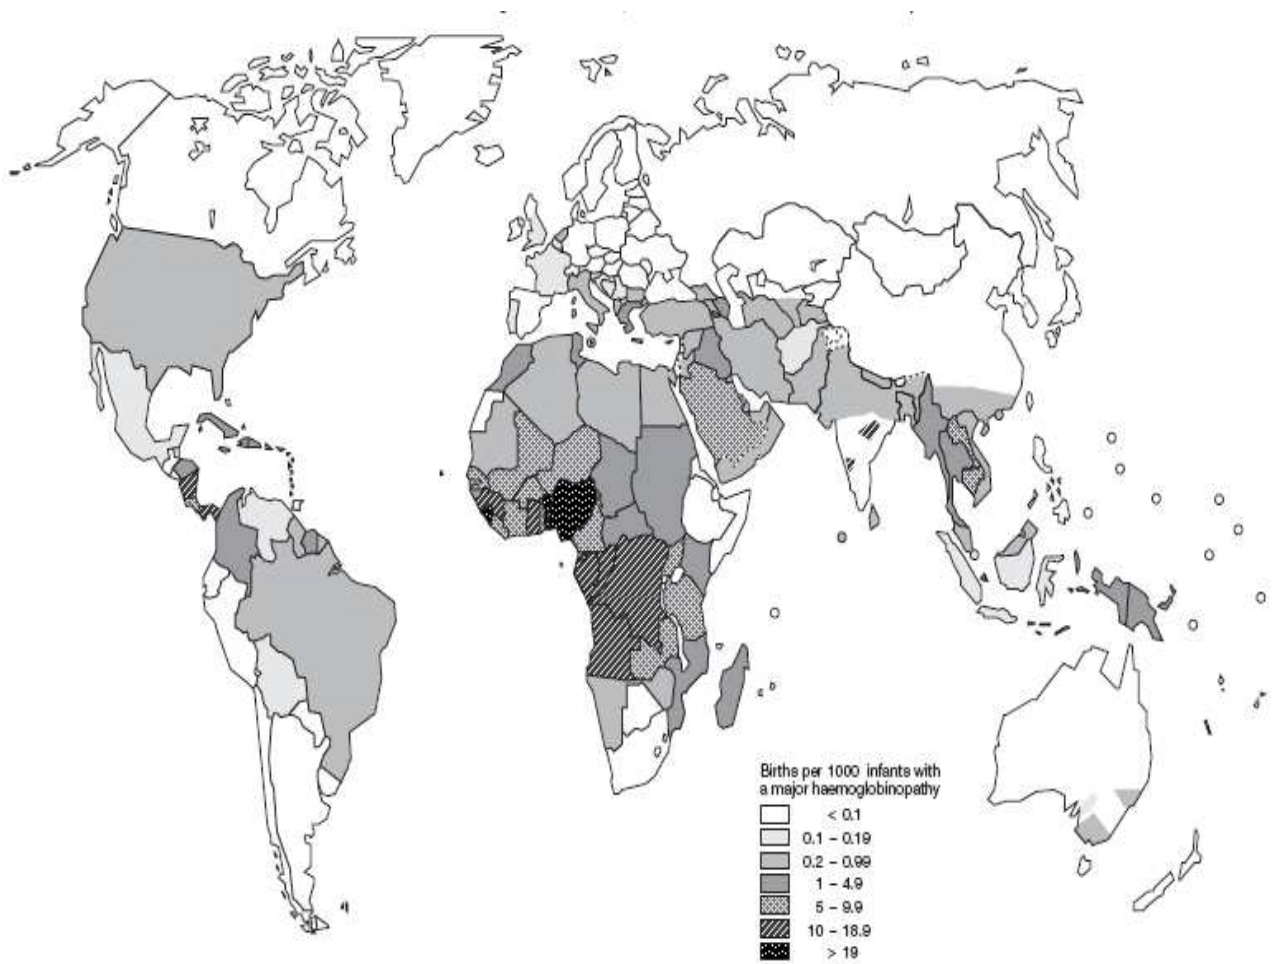 Births per 1000 infants with
a major haemoglobinopathy
< 0.1
0.1 – 0.19
0.2 – 0.99
1 – 4.9
5 – 9.9
10 – 18.9
> 19